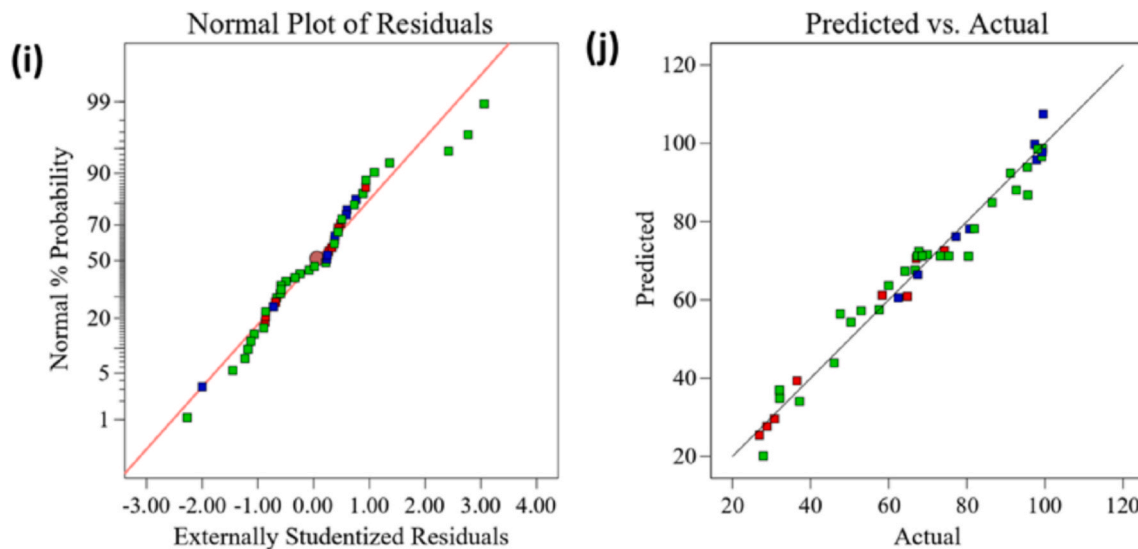 (i)
Normal Plot of Residuals
Normal % Probability
99
90
70
50
20
5
1
-3.00 -2.00 -1.00 0.00 1.00 2.00 3.00 4.00
Externally Studentized Residuals
(j)
Predicted vs. Actual
Predicted
120
100
80
60
40
20
20 40 60 80 100 120
Actual